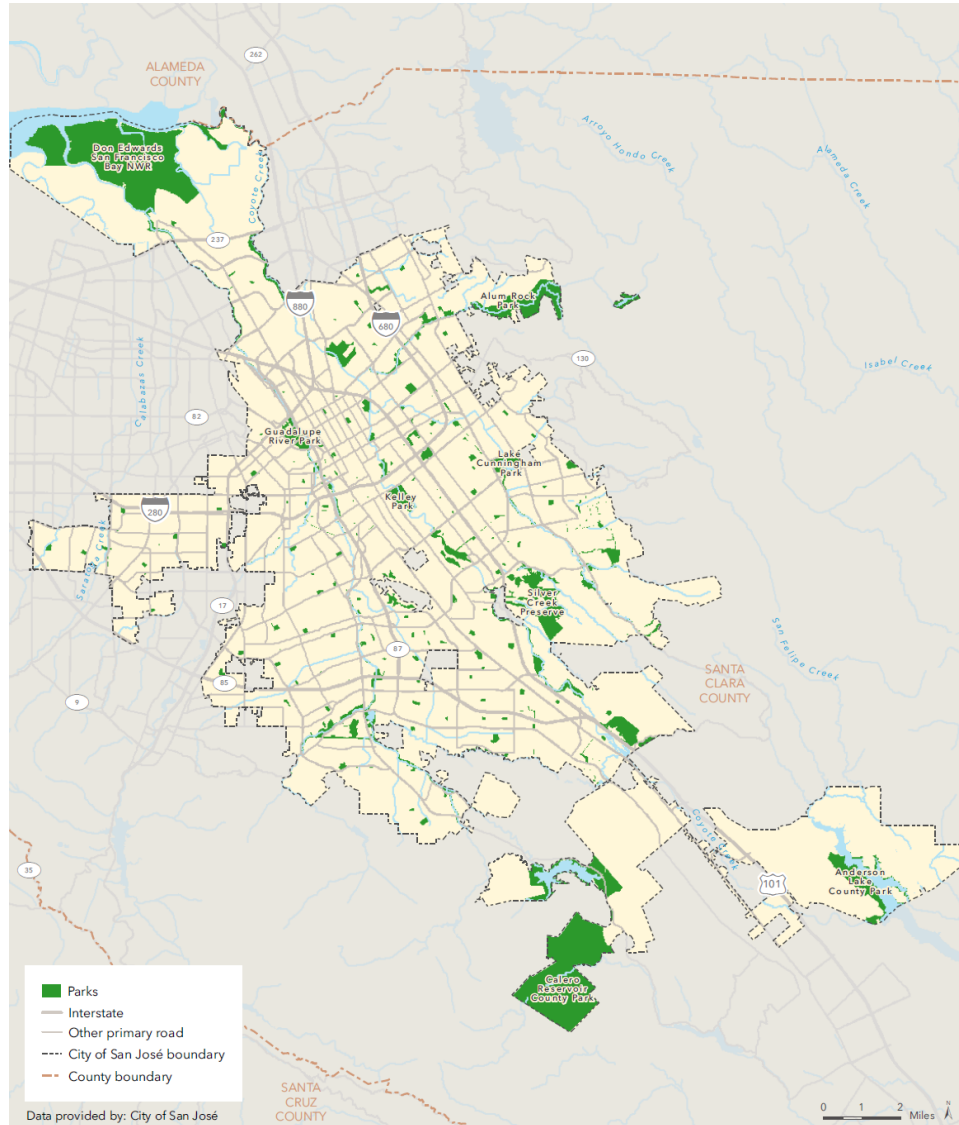 262
ALAMEDA
COUNTY
Don Edwards
San Francisco
Bay NWR
Coyote Creek
Arroyo Hondo Creek
Alameda
Creek
237
880
680
Alum Rock
Park
130
Isabel Creek
Calabazas Creek
82
Guadalupe
River Park
Lake
Cunningham
Park
Kelley
Park
280
Saratoga Creek
17
Silver
Creek
Preserve
87
San Felipe Creek
SANTA
CLARA
COUNTY
85
9
Coyote Creek
35
101
Anderson
Lake
County Park
Calero
Reservoir
County Park
Parks
Interstate
Other primary road
City of San José boundary
County boundary
SANTA
CRUZ
COUNTY
Data provided by: City of San José
0 1 2
Miles
N